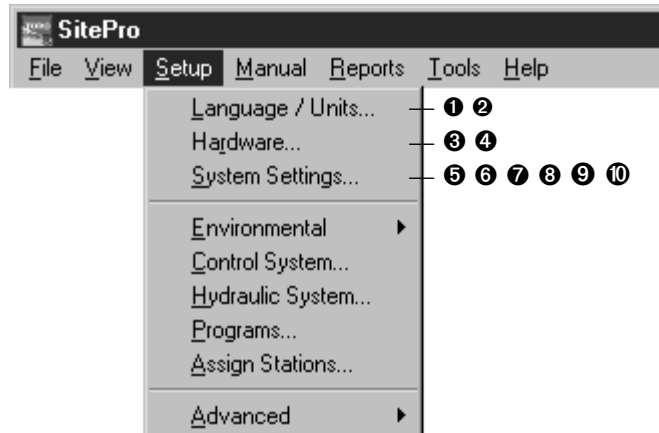 SitePro
File View Setup Manual Reports Tools Help
Language / Units... ❶ ❷
Hardware... ❸ ❹
System Settings... ❺ ❻ ❼ ❽ ❾ ❿
Environmental
Control System...
Hydraulic System...
Programs...
Assign Stations...
Advanced